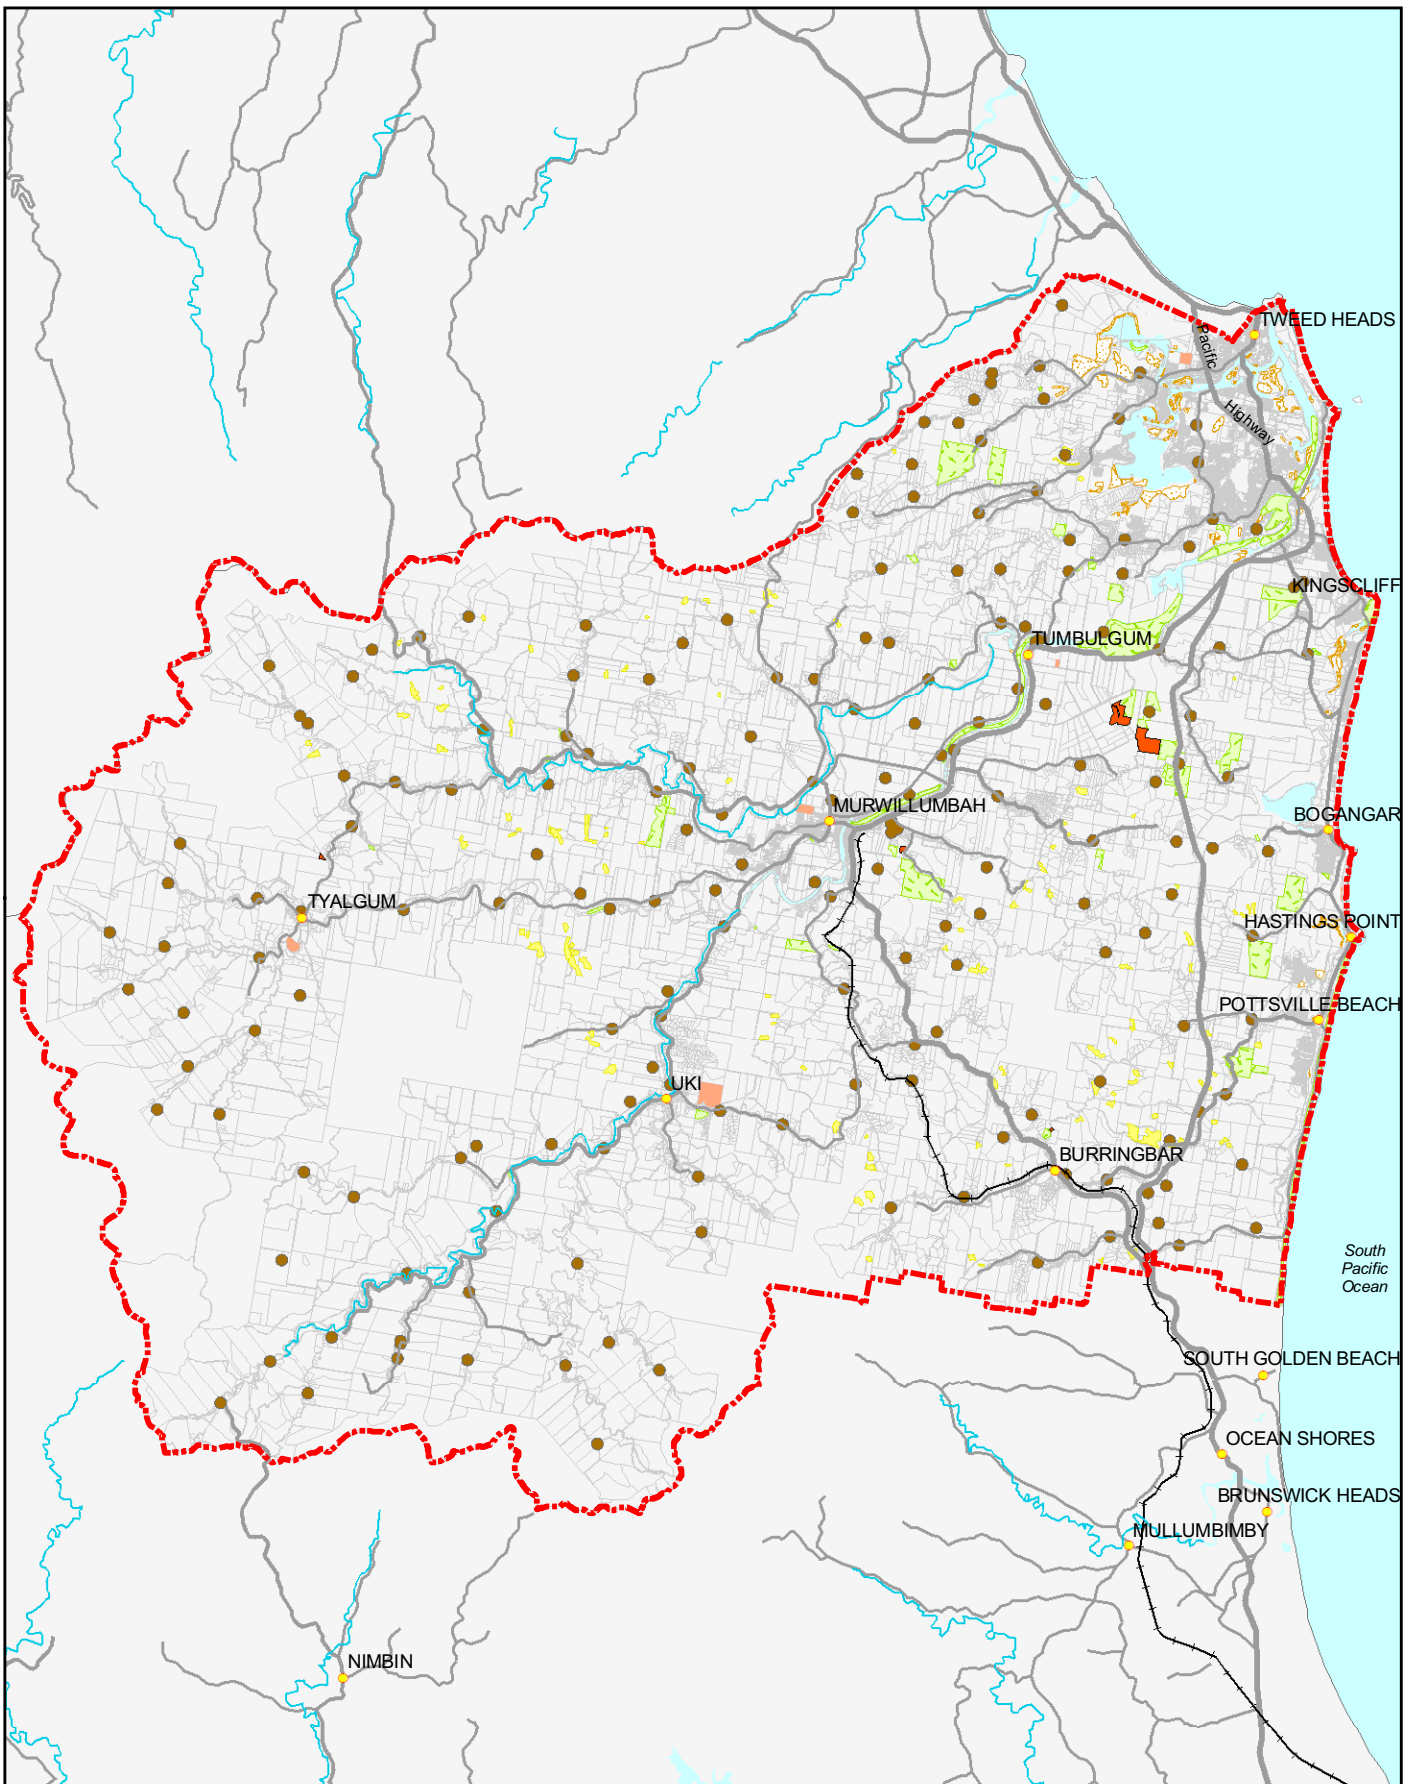 TWEED HEADS
Pacific
Highway
KINGSCLIFF
TUMBULGUM
MURWILLUMBAH
BOGANGAR
TYALGUM
HASTINGS POINT
POTTSVILLE BEACH
UKI
BURRINGBAR
South
Pacific
Ocean
SOUTH GOLDEN BEACH
OCEAN SHORES
BRUNSWICK HEADS
MULLUMBIMBY
NIMBIN